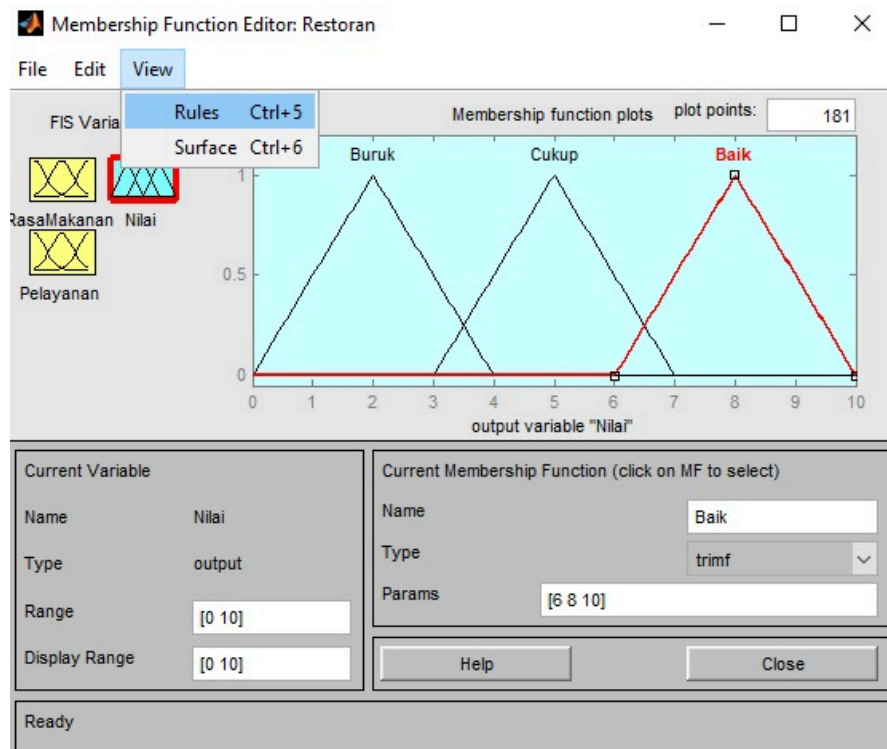 Membership Function Editor: Restoran
File Edit View
Rules Ctrl+5
Surface Ctrl+6
FIS Varia
Membership function plots plot points: 181
RasaMakanan Nilai
Pelayanan
Buruk Cukup Baik
1
0.5
0
0 1 2 3 4 5 6 7 8 9 10
output variable "Nilai"
Current Variable
Name Nilai
Type output
Range [0 10]
Display Range [0 10]
Current Membership Function (click on MF to select)
Name Baik
Type trimf
Params [6 8 10]
Help Close
Ready